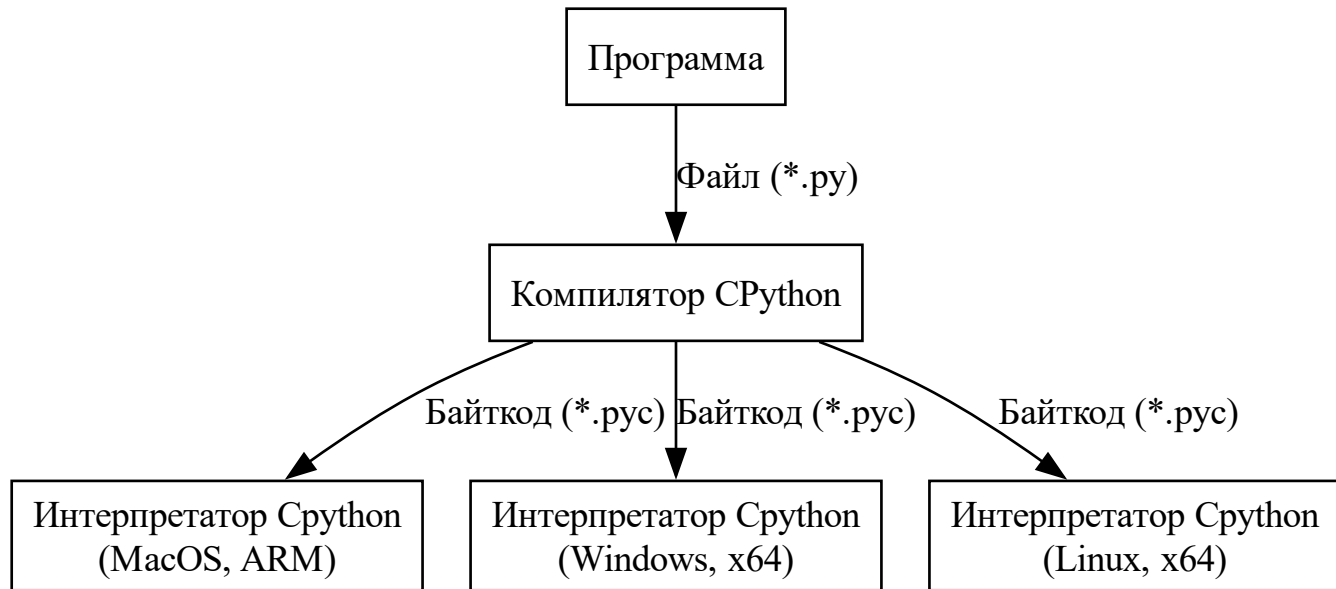 Программа
Файл (*.py)
Компилятор CPython
Байткод (*.pyc)
Байткод (*.pyc)
Байткод (*.pyc)
Интерпретатор Cpython
(MacOS, ARM)
Интерпретатор Cpython
(Windows, x64)
Интерпретатор Cpython
(Linux, x64)